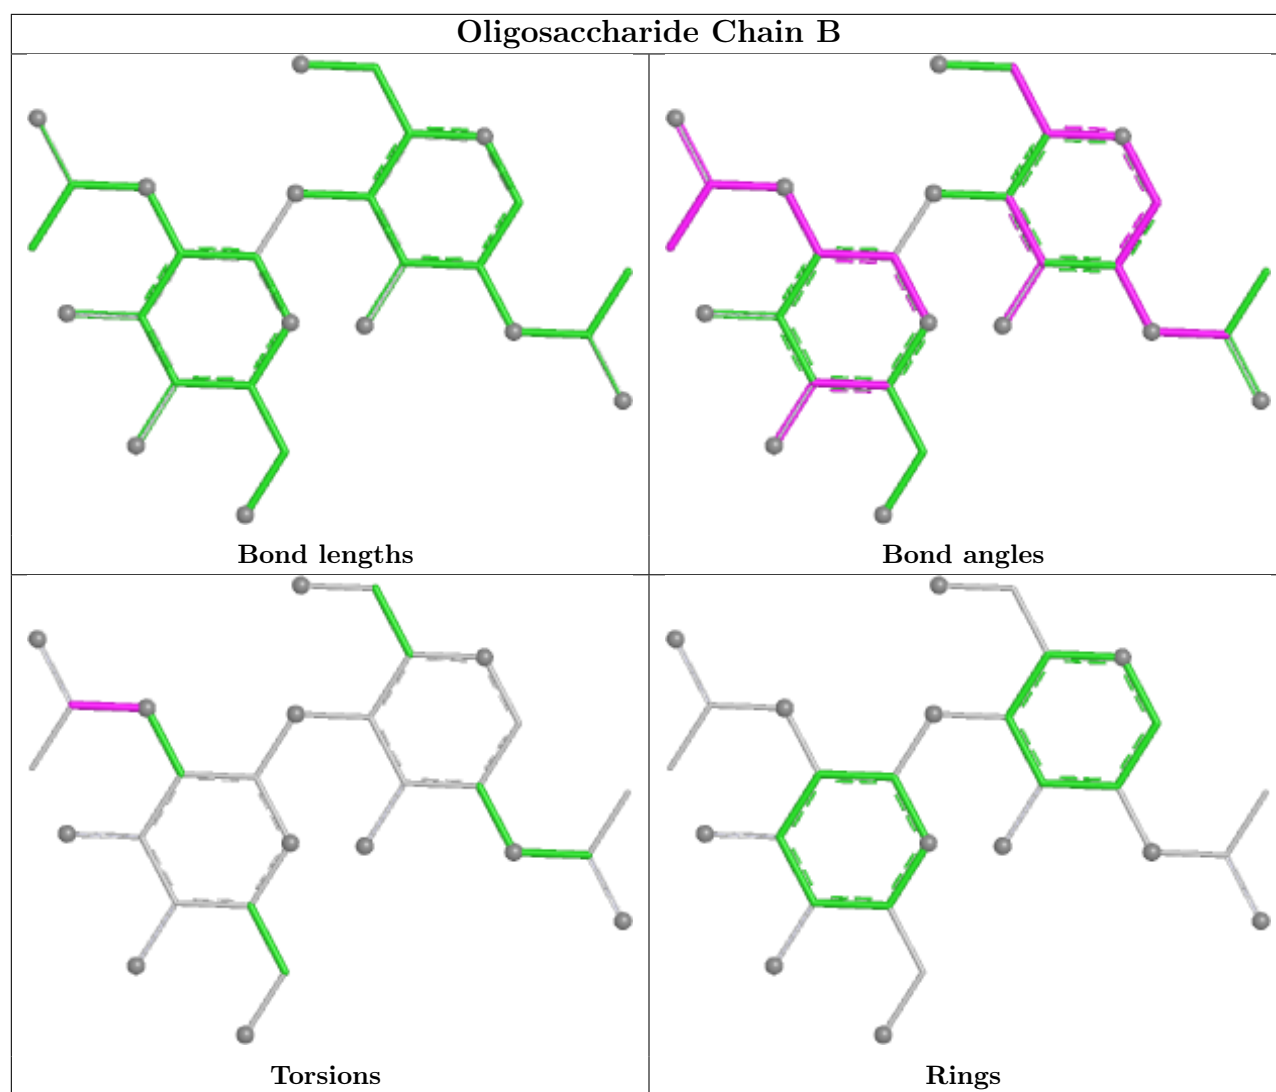 Oligosaccharide Chain B
Bond lengths
Bond angles
Torsions
Rings